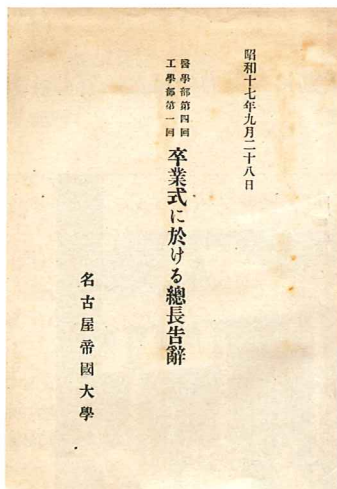 昭和十七年九月二十八日
醫學部第四回
工學部第一回
卒業式に於ける總長告辭
名古屋帝國大學